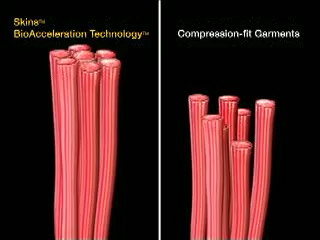 Skins™
BioAcceleration Technology™
Compression-fit Garments